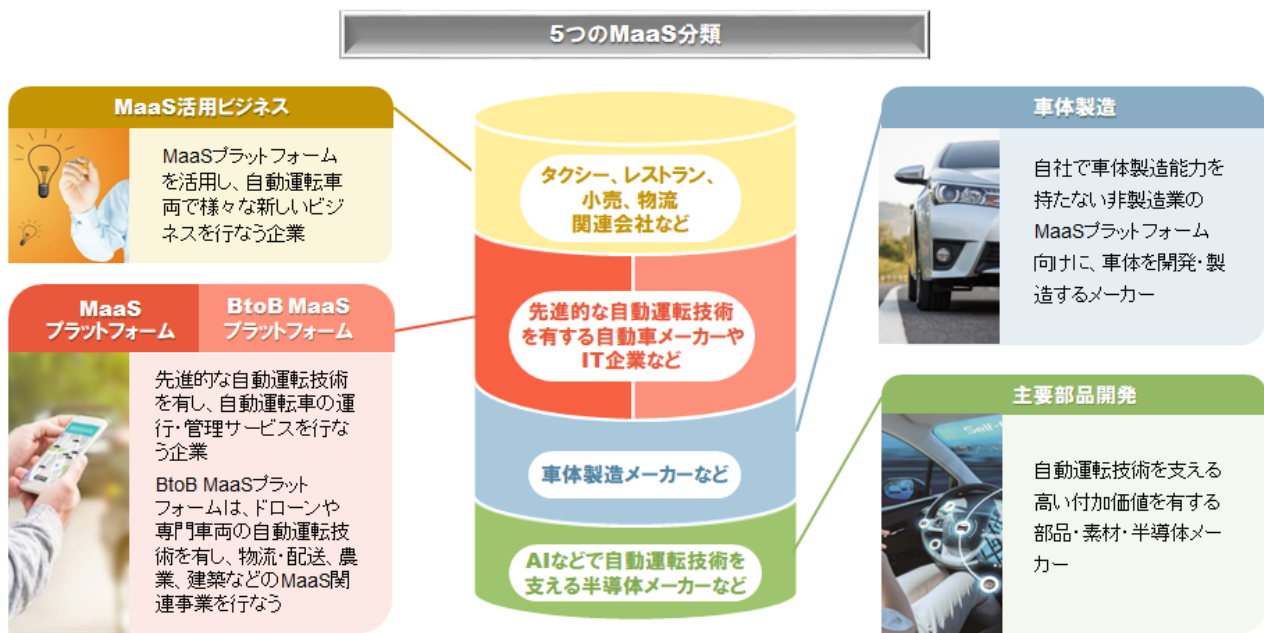 5つのMaaS分類
MaaS活用ビジネス
MaaSプラットフォーム
を活用し、自動運転車
両で様々な新しいビジ
ネスを行なう企業
MaaS
プラットフォーム
BtoB MaaS
プラットフォーム
先進的な自動運転技術
を有し、自動運転車の運
行・管理サービスを行な
う企業
BtoB MaaSプラット
フォームは、ドローンや
専門車両の自動運転技
術を有し、物流・配送、農
業、建築などのMaaS関
連事業を行なう
タクシー、レストラン、
小売、物流
関連会社など
先進的な自動運転技術
を有する自動車メーカーや
IT企業など
車体製造メーカーなど
AIなどで自動運転技術を
支える半導体メーカーなど
車体製造
自社で車体製造能力を
持たない非製造業の
MaaSプラットフォーム
向けに、車体を開発・製
造するメーカー
主要部品開発
Self-
自動運転技術を支える
高い付加価値を有する
部品・素材・半導体メー
カー